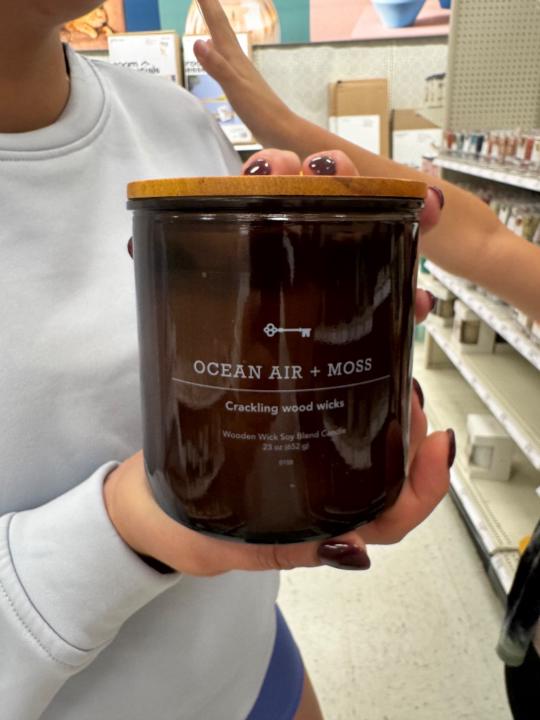 OCEAN AIR + MOSS
Crackling wood wicks
Wooden Wick Soy Blend Candle
23 oz (652 g)